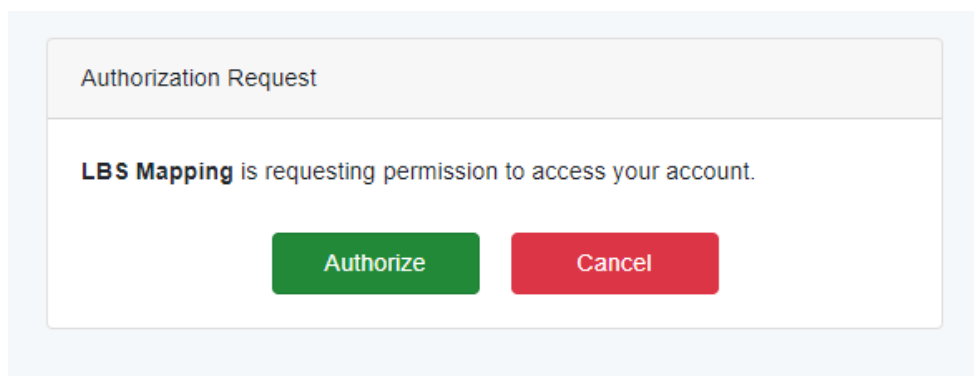 Authorization Request
LBS Mapping is requesting permission to access your account.
Authorize
Cancel